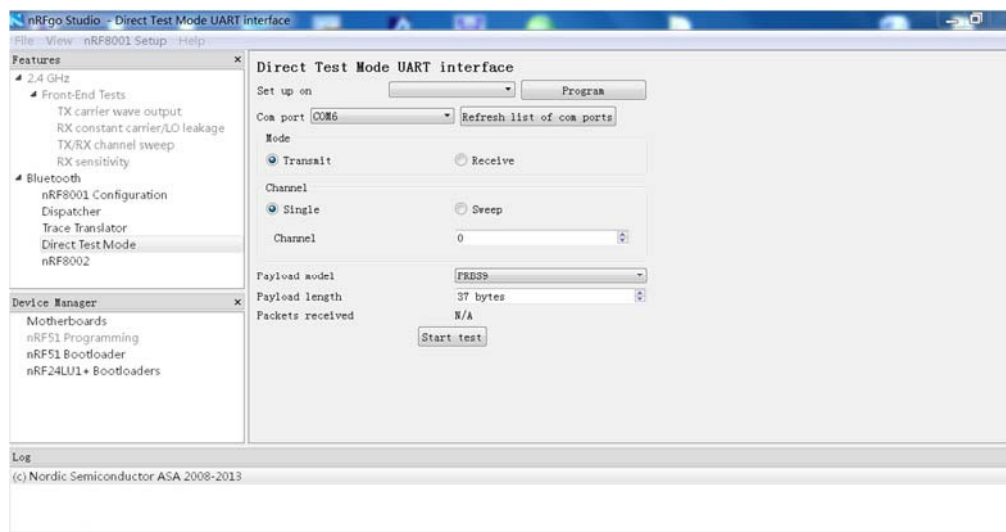 nRFgo Studio - Direct Test Mode UART interface
File View nRF8001 Setup Help
Features
2.4 GHz
Front-End Tests
TX carrier wave output
RX constant carrier/LO leakage
TX/RX channel sweep
RX sensitivity
Bluetooth
nRF8001 Configuration
Dispatcher
Trace Translator
Direct Test Mode
nRF8002
Device Manager
Motherboards
nRF51 Programming
nRF51 Bootloader
nRF24LU1+ Bootloaders
Direct Test Mode UART interface
Set up on Program
Com port COM6 Refresh list of com ports
Mode
Transmit Receive
Channel
Single Sweep
Channel 0
Payload model PRBS9
Payload length 37 bytes
Packets received N/A
Start test
Log
(c) Nordic Semiconductor ASA 2008-2013